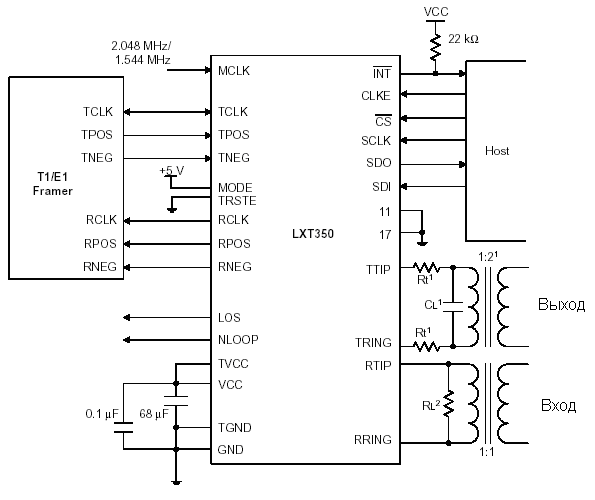 VCC
22 kΩ
2.048 MHz/
1.544 MHz
MCLK
INT
CLKE
TCLK
TCLK
CS
TPOS
TPOS
SCLK
TNEG
TNEG
SDO
Host
+5 V
MODE
SDI
T1/E1
Framer
TRSTE
RCLK
RCLK
11
LXT350
RPOS
RPOS
17
RNEG
RNEG
TTIP
Rt¹
1:2¹
CL¹
Выход
LOS
NLOOP
Rt¹
TRING
TVCC
RTIP
VCC
0.1 µF
68 µF
RL²
Вход
TGND
GND
RRING
1:1